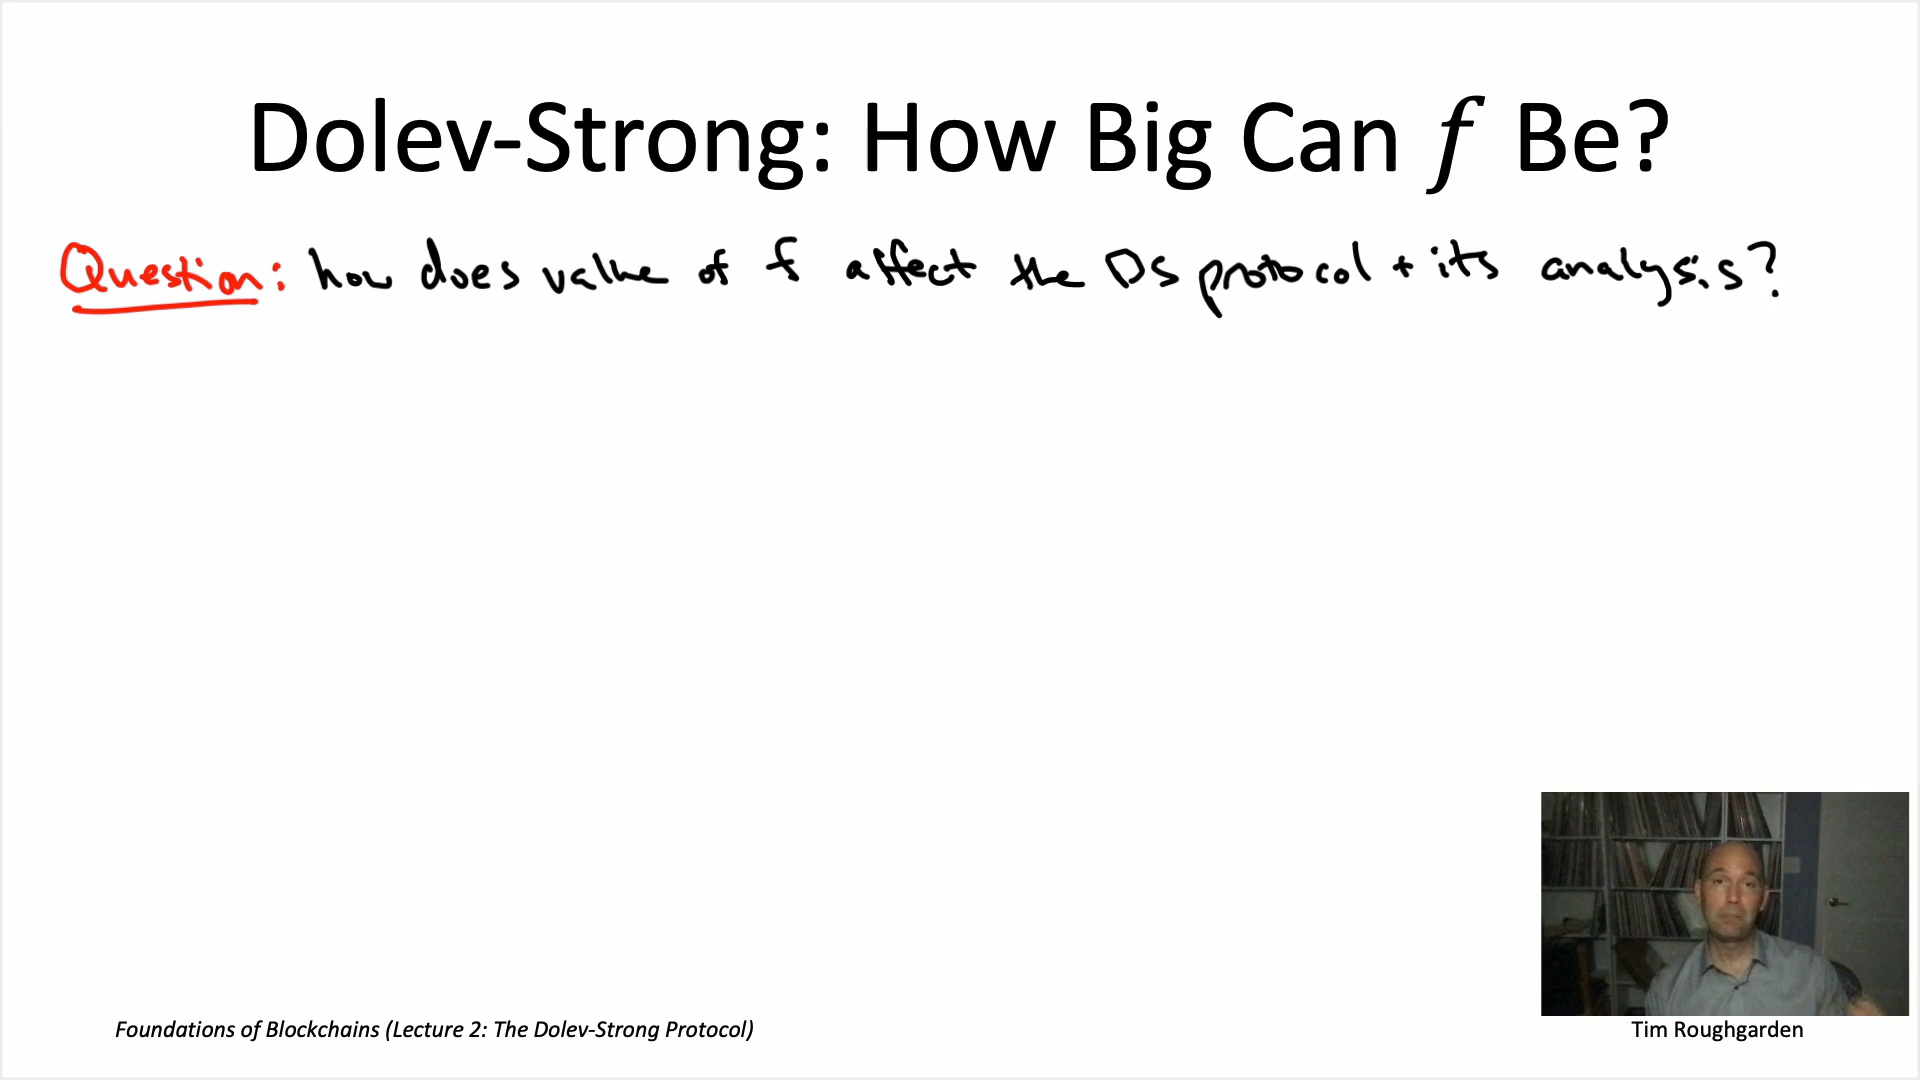 Dolev-Strong: How Big Can f Be?
Question: how does value of f affect the DS protocol + its analysis?
Foundations of Blockchains (Lecture 2: The Dolev-Strong Protocol)
Tim Roughgarden